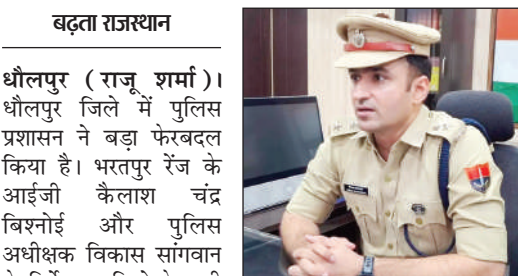 बढ़ता राजस्थान
धौलपुर (राजू शर्मा)।
धौलपुर जिले में पुलिस
प्रशासन ने बड़ा फेरबदल
किया है। भरतपुर रेंज के
आईजी कैलाश चंद्र
बिश्नोई और पुलिस
अधीक्षक विकास सांगवान